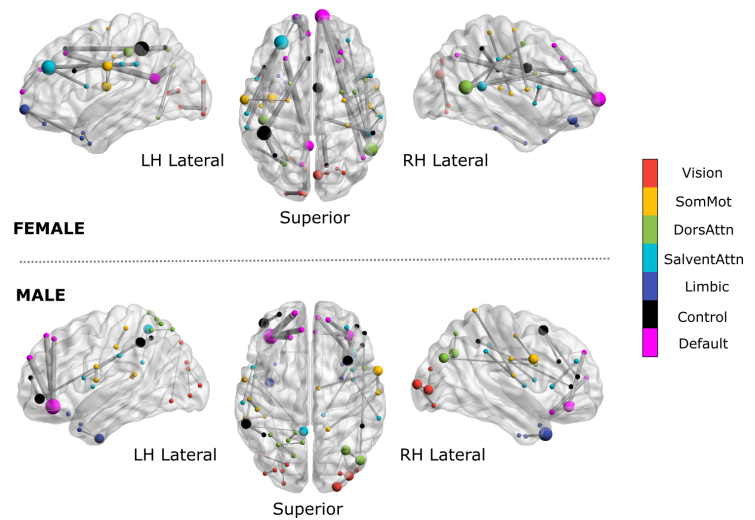 LH Lateral
RH Lateral
Superior
FEMALE
MALE
LH Lateral
RH Lateral
Superior
Vision
SomMot
DorsAttn
SalventAttn
Limbic
Control
Default